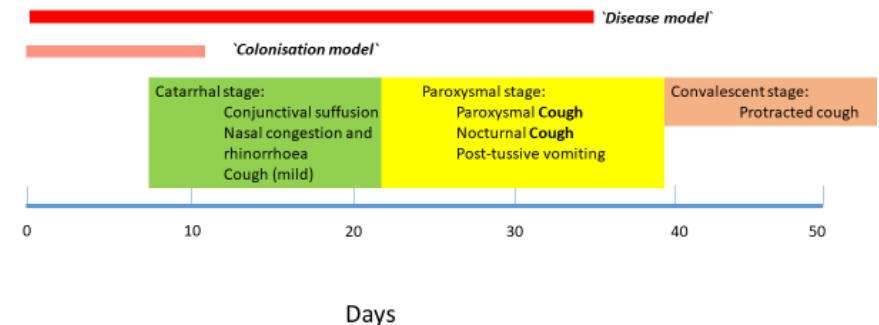 `Disease model`
`Colonisation model`
Catarrhal stage:
Conjunctival suffusion
Nasal congestion and
rhinorrhoea
Cough (mild)
Paroxysmal stage:
Paroxysmal Cough
Nocturnal Cough
Post-tussive vomiting
Convalescent stage:
Protracted cough
0 10 20 30 40 50
Days